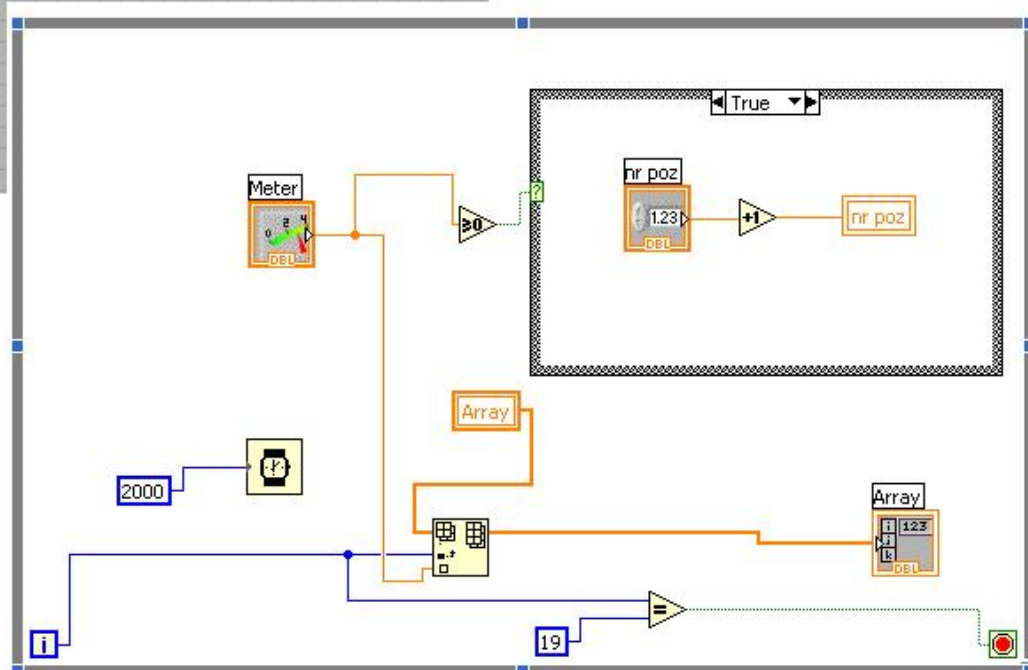 True
nr poz
1.23
DBL
+1
nr poz
Meter
0 2 4
DBL
≥0
?
Array
2000
Array
i 123
j
k
DBL
=
i
19